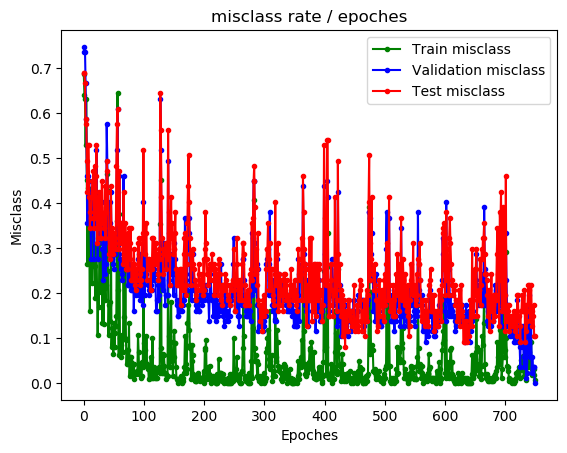 misclass rate / epoches
Train misclass
Validation misclass
Test misclass
Misclass
0.7
0.6
0.5
0.4
0.3
0.2
0.1
0.0
0 100 200 300 400 500 600 700
Epoches